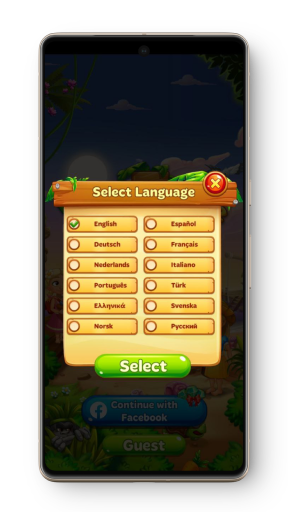 Select Language
English
Español
Deutsch
Français
Nederlands
Italiano
Português
Türk
Ελληνικά
Svenska
Norsk
Русский
Select
Continue with
Facebook
Guest